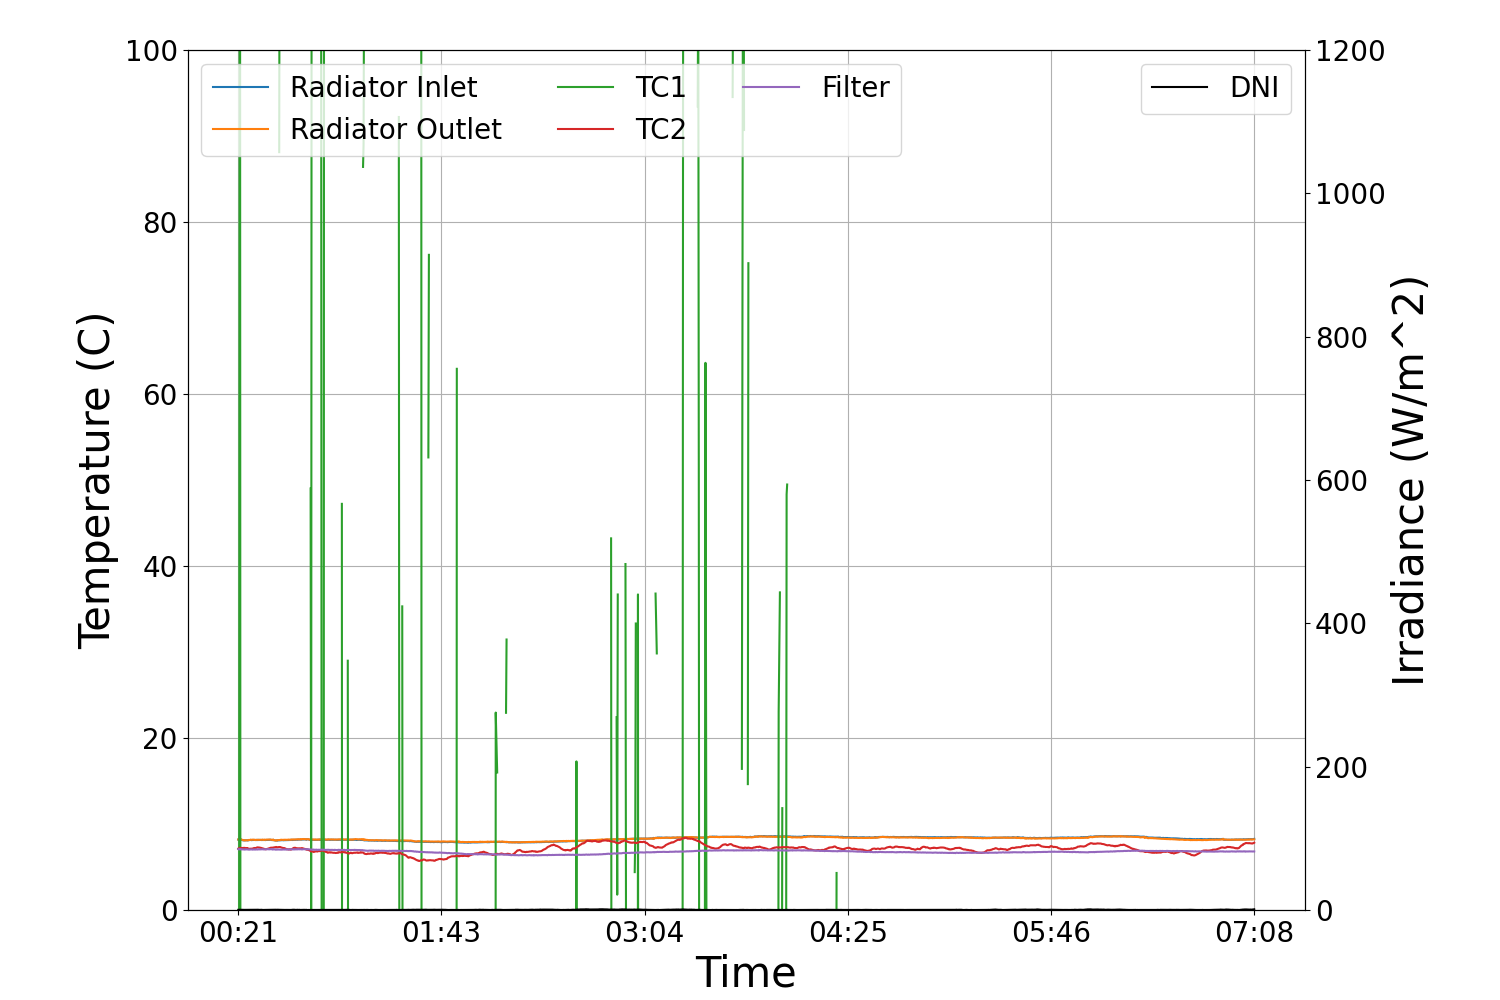 100
80
60
40
20
0
Temperature (C)
Radiator Inlet
Radiator Outlet
TC1
TC2
Filter
DNI
1200
1000
800
600
400
200
0
Irradiance (W/m^2)
00:21 01:43 03:04 04:25 05:46 07:08
Time